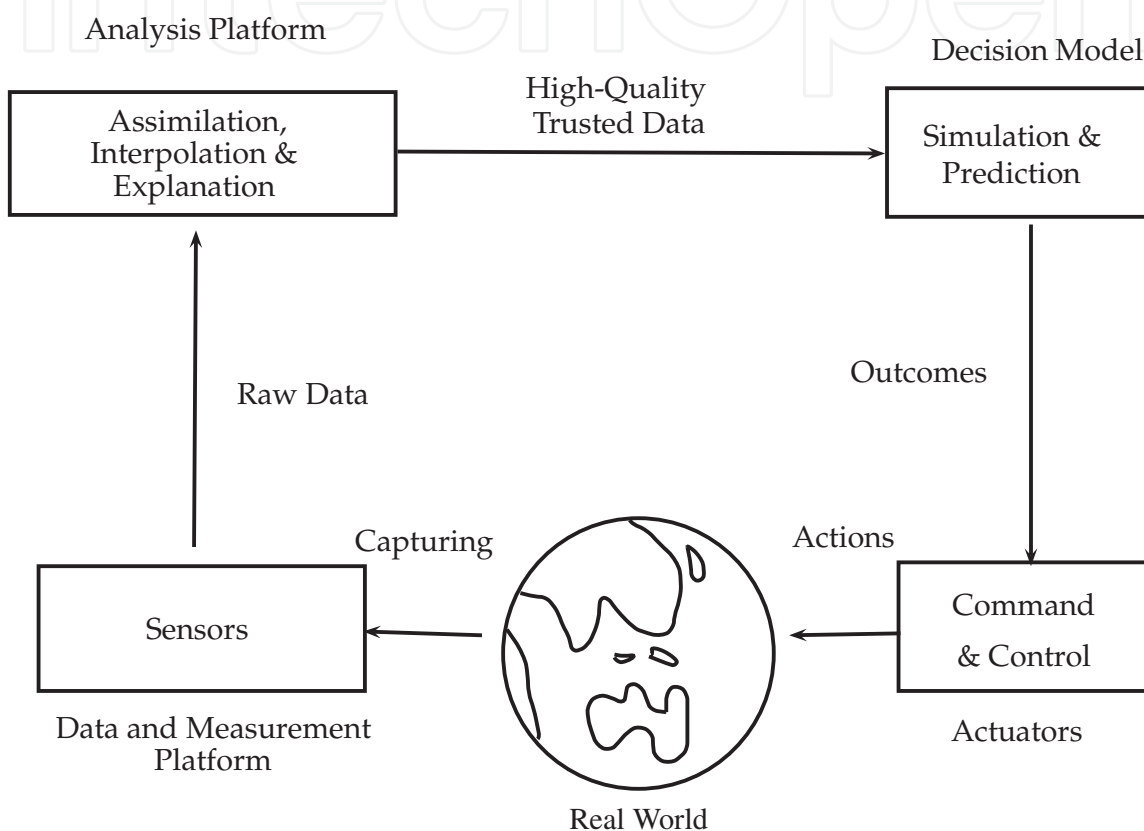 Analysis Platform
Decision Model
High-Quality
Trusted Data
Assimilation,
Interpolation &
Explanation
Simulation &
Prediction
Outcomes
Raw Data
Capturing
Actions
Sensors
Command
& Control
Data and Measurement
Platform
Actuators
Real World